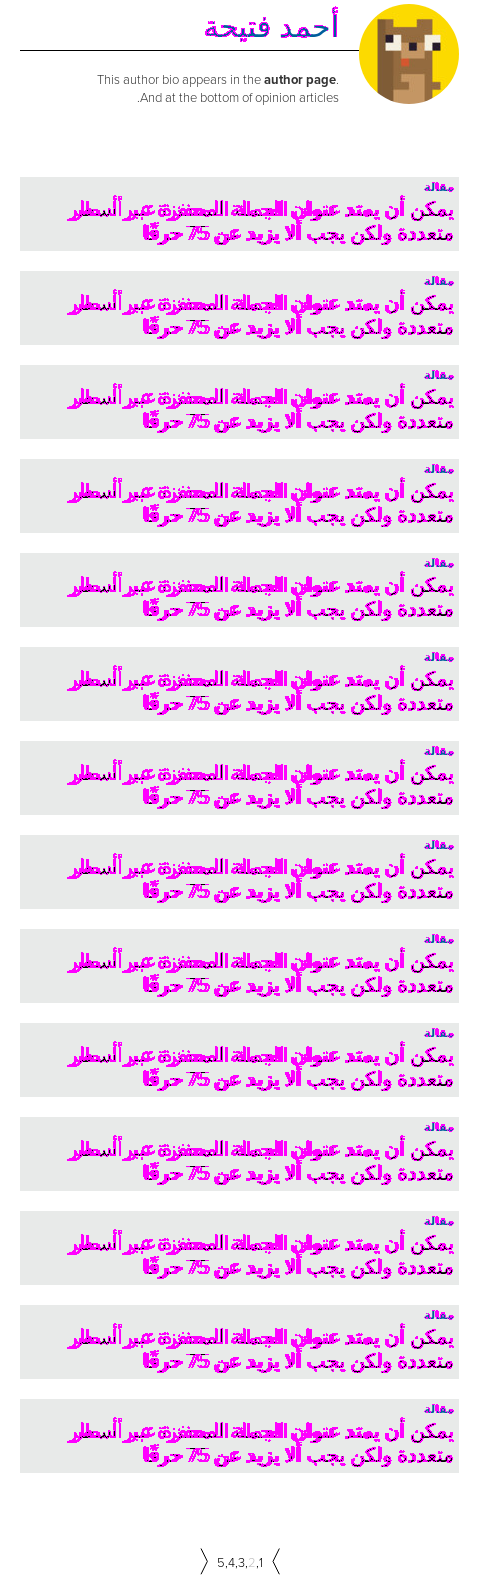 أحمد فتيحة
This author bio appears in the author page.
And at the bottom of opinion articles.
مقالة
يمكن أن يمتد عنوان الجملة المحفزة عبر أسطر
متعددة ولكن يجب ألا يزيد عن 75 حرفًا
مقالة
يمكن أن يمتد عنوان الجملة المحفزة عبر أسطر
متعددة ولكن يجب ألا يزيد عن 75 حرفًا
مقالة
يمكن أن يمتد عنوان الجملة المحفزة عبر أسطر
متعددة ولكن يجب ألا يزيد عن 75 حرفًا
مقالة
يمكن أن يمتد عنوان الجملة المحفزة عبر أسطر
متعددة ولكن يجب ألا يزيد عن 75 حرفًا
مقالة
يمكن أن يمتد عنوان الجملة المحفزة عبر أسطر
متعددة ولكن يجب ألا يزيد عن 75 حرفًا
مقالة
يمكن أن يمتد عنوان الجملة المحفزة عبر أسطر
متعددة ولكن يجب ألا يزيد عن 75 حرفًا
مقالة
يمكن أن يمتد عنوان الجملة المحفزة عبر أسطر
متعددة ولكن يجب ألا يزيد عن 75 حرفًا
مقالة
يمكن أن يمتد عنوان الجملة المحفزة عبر أسطر
متعددة ولكن يجب ألا يزيد عن 75 حرفًا
مقالة
يمكن أن يمتد عنوان الجملة المحفزة عبر أسطر
متعددة ولكن يجب ألا يزيد عن 75 حرفًا
مقالة
يمكن أن يمتد عنوان الجملة المحفزة عبر أسطر
متعددة ولكن يجب ألا يزيد عن 75 حرفًا
مقالة
يمكن أن يمتد عنوان الجملة المحفزة عبر أسطر
متعددة ولكن يجب ألا يزيد عن 75 حرفًا
مقالة
يمكن أن يمتد عنوان الجملة المحفزة عبر أسطر
متعددة ولكن يجب ألا يزيد عن 75 حرفًا
مقالة
يمكن أن يمتد عنوان الجملة المحفزة عبر أسطر
متعددة ولكن يجب ألا يزيد عن 75 حرفًا
مقالة
يمكن أن يمتد عنوان الجملة المحفزة عبر أسطر
متعددة ولكن يجب ألا يزيد عن 75 حرفًا
5,4,3,2,1